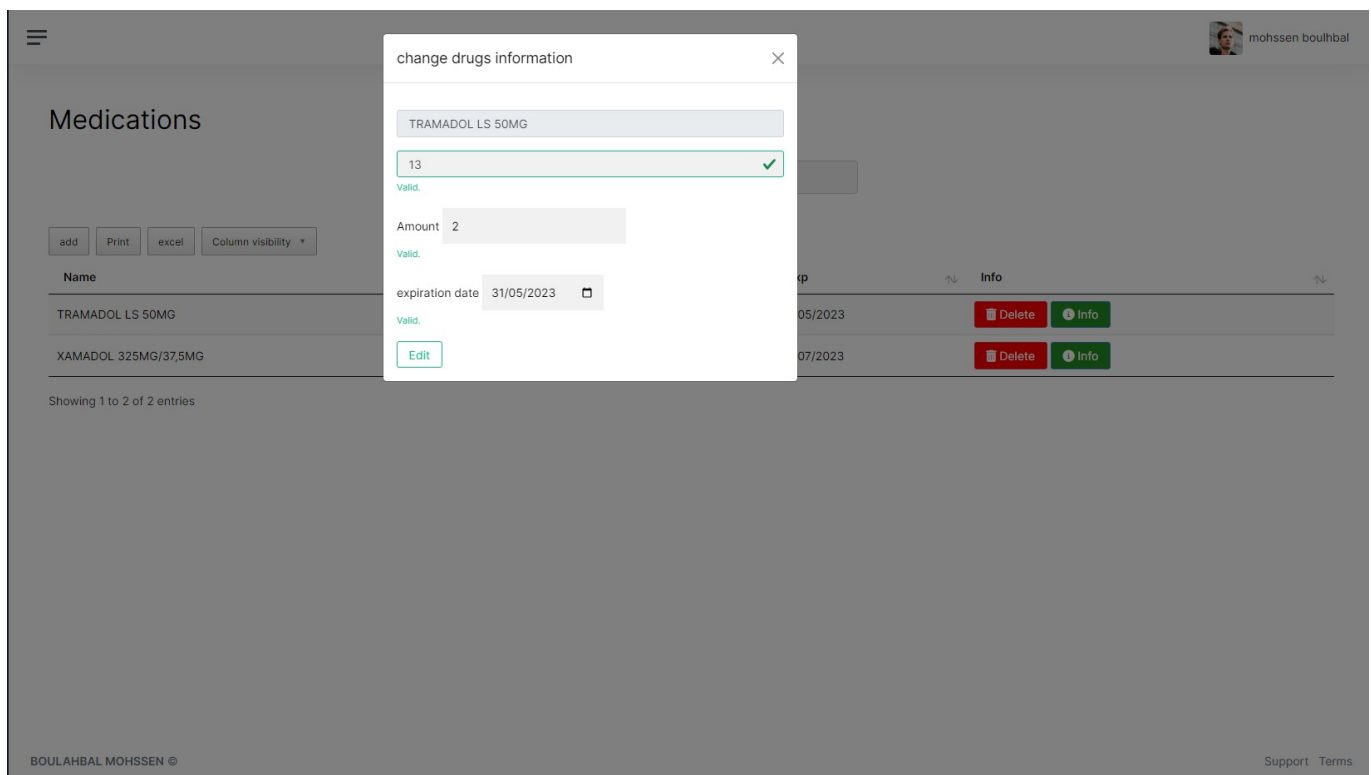 mohssen boulhbal
change drugs information
Medications
TRAMADOL LS 50MG
13
Valid.
Amount 2
Valid.
add Print excel Column visibility
Name xp Info
expiration date 31/05/2023
Valid.
TRAMADOL LS 50MG 05/2023 Delete Info
Edit
XAMADOL 325MG/37,5MG 07/2023 Delete Info
Showing 1 to 2 of 2 entries
BOULAHBAL MOHSSEN © Support Terms